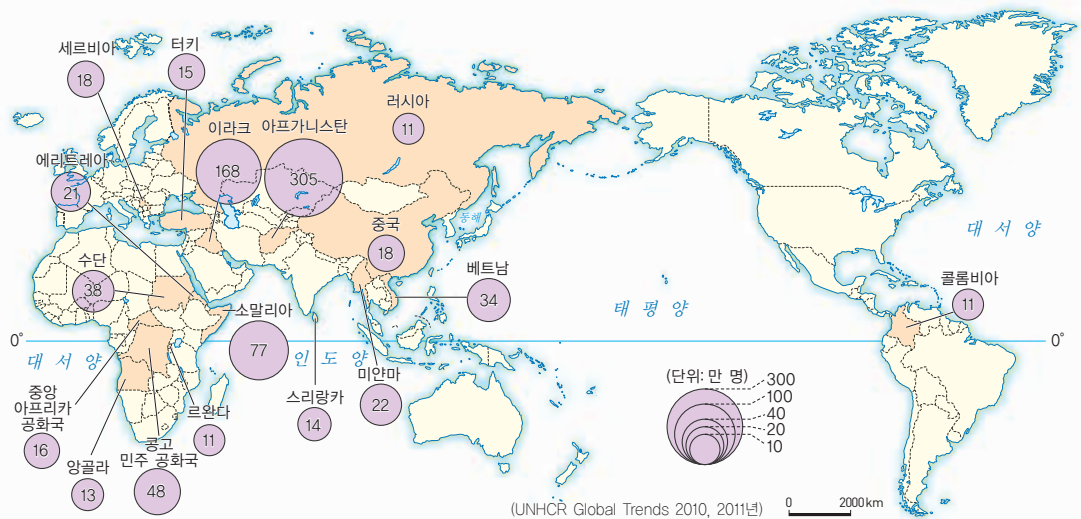 세르비아
18
터키
15
이라크
168
아프가니스탄
305
러시아
11
에리트레아
21
수단
38
중국
18
동해
베트남
34
소말리아
77
대서양
콜롬비아
11
태평양
0°
0°
대서양
인도양
중앙
아프리카
공화국
16
앙골라
13
콩고
민주 공화국
48
르완다
11
스리랑카
14
미얀마
22
(단위: 만 명)
300
100
40
20
10
(UNHCR Global Trends 2010, 2011년)
0 2000km